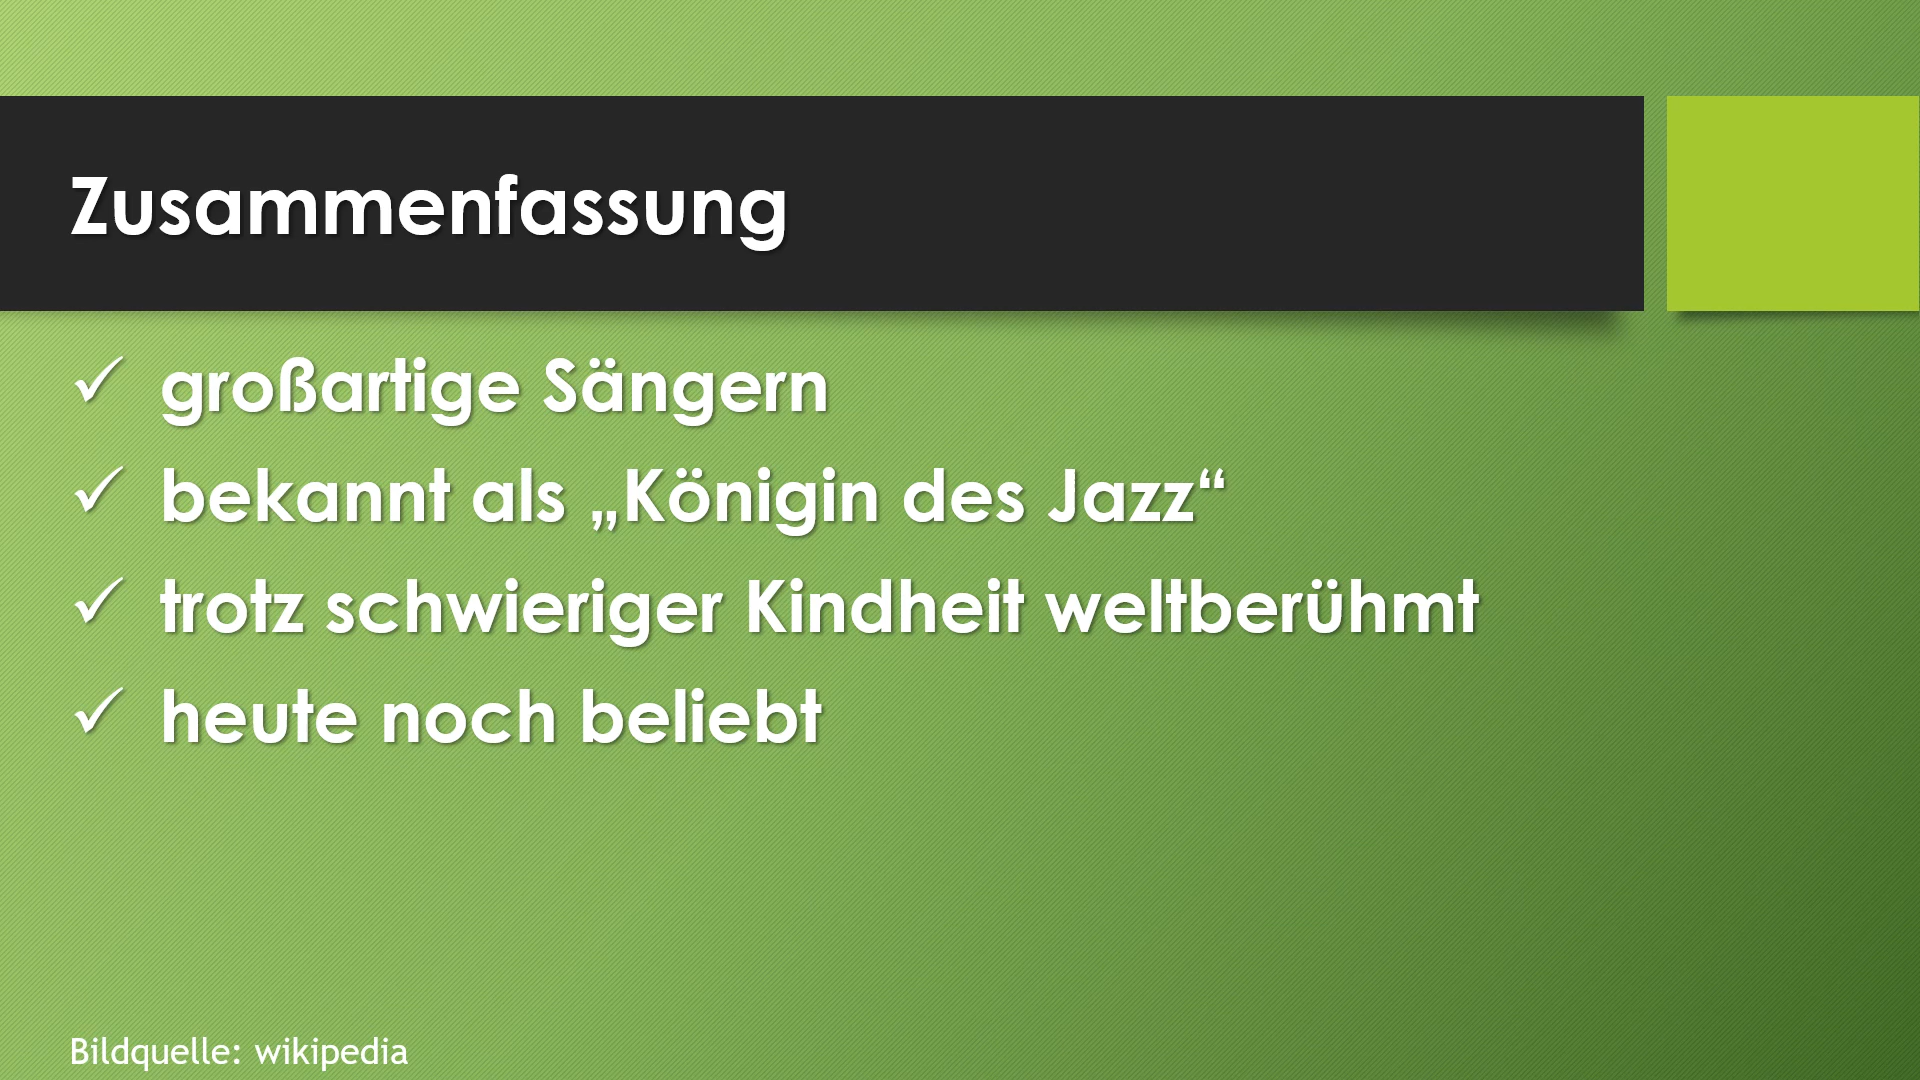 Zusammenfassung
✓ großartige Sängern
✓ bekannt als „Königin des Jazz“
✓ trotz schwieriger Kindheit weltberühmt
✓ heute noch beliebt
Bildquelle: wikipedia